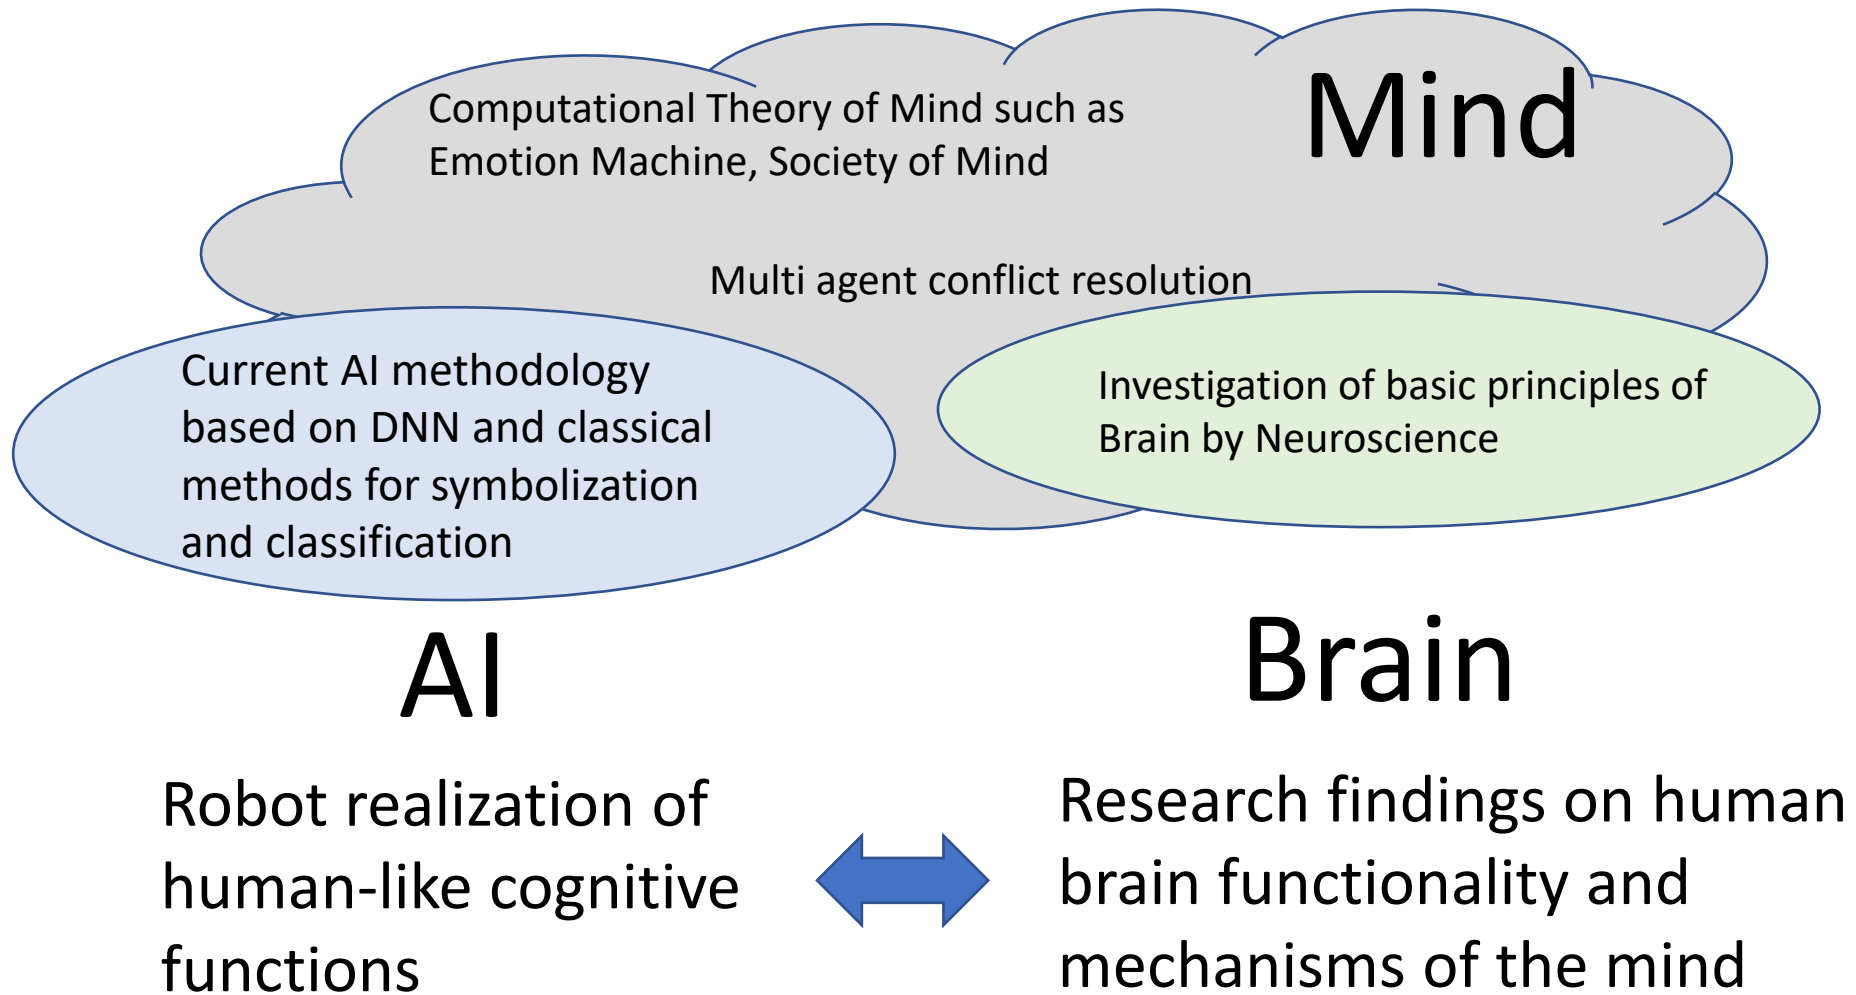 Mind
Computational Theory of Mind such as
Emotion Machine, Society of Mind
Multi agent conflict resolution
Current AI methodology
based on DNN and classical
methods for symbolization
and classification
Investigation of basic principles of
Brain by Neuroscience
AI
Brain
Robot realization of
human-like cognitive
functions
Research findings on human
brain functionality and
mechanisms of the mind